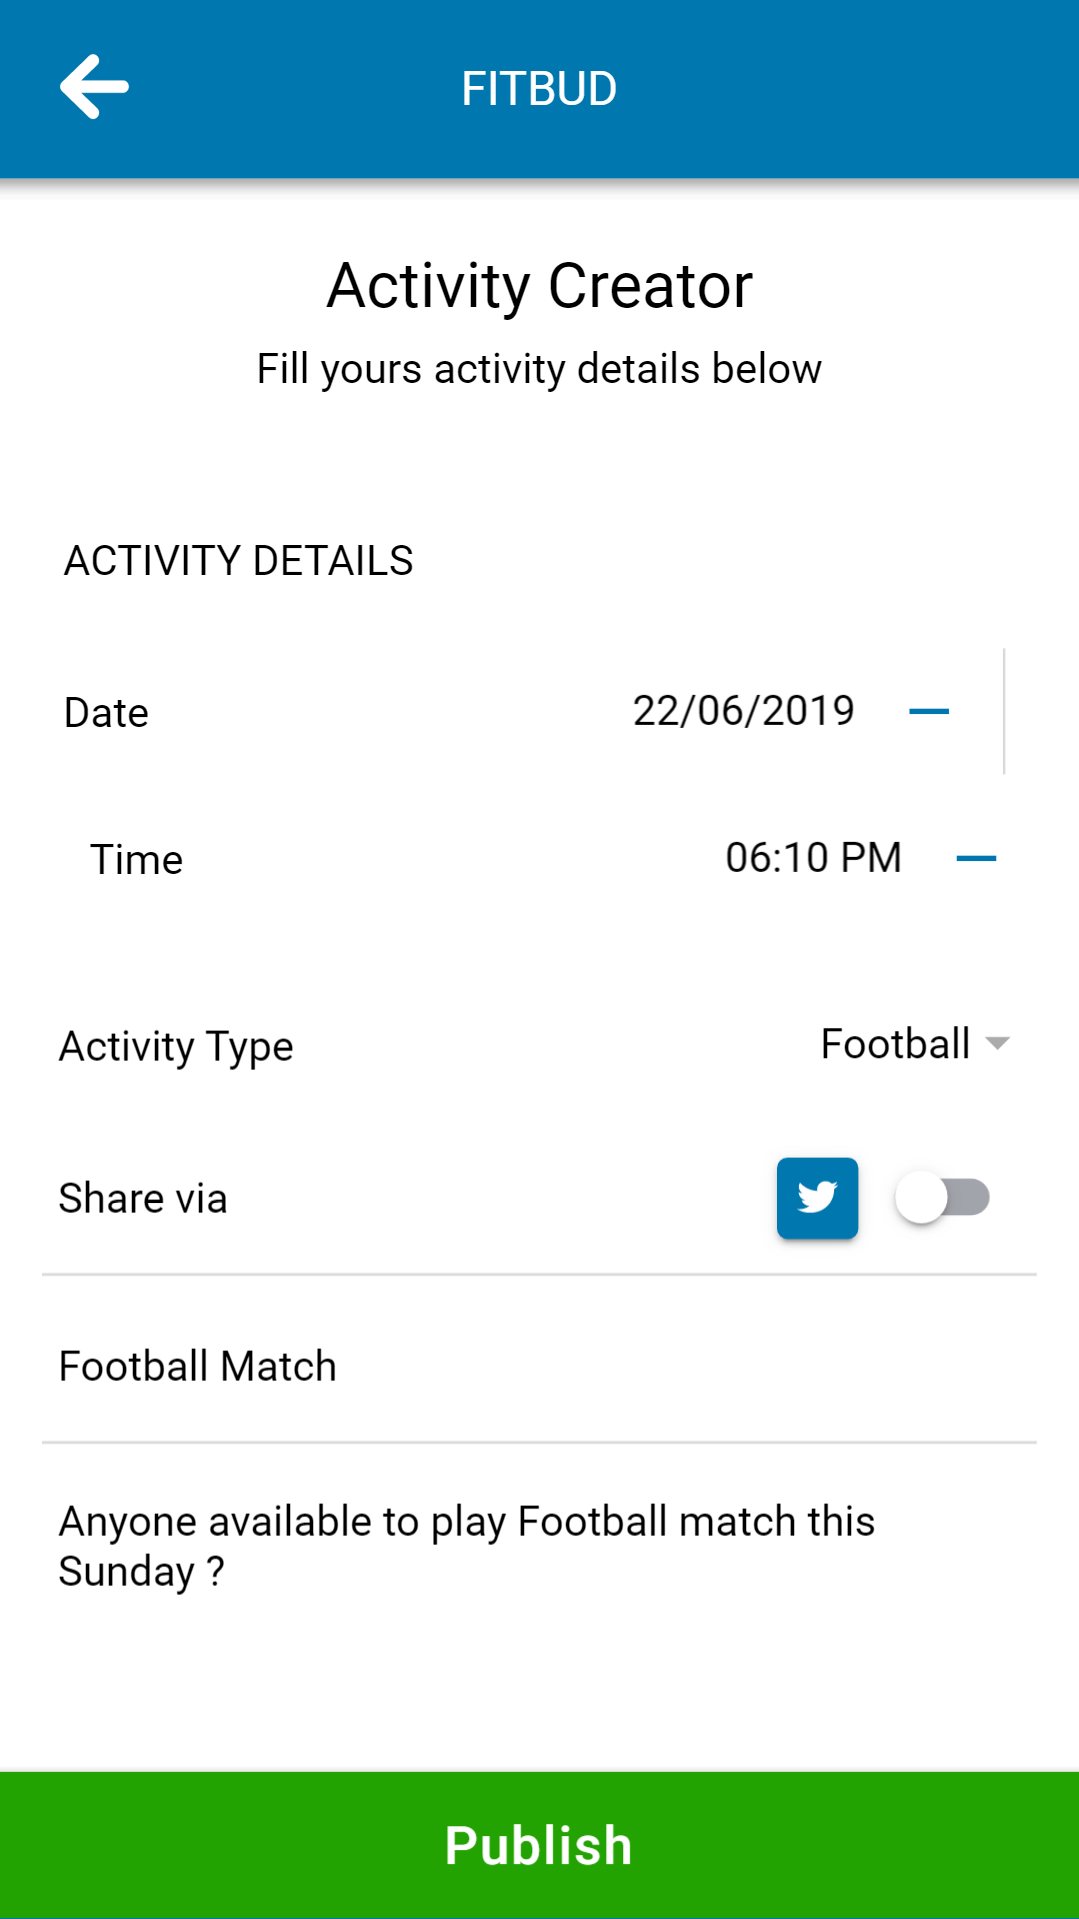 FITBUD
Activity Creator
Fill yours activity details below
ACTIVITY DETAILS
Date 22/06/2019
Time 06:10 PM
Activity Type Football
Share via
Football Match
Anyone available to play Football match this
Sunday ?
Publish